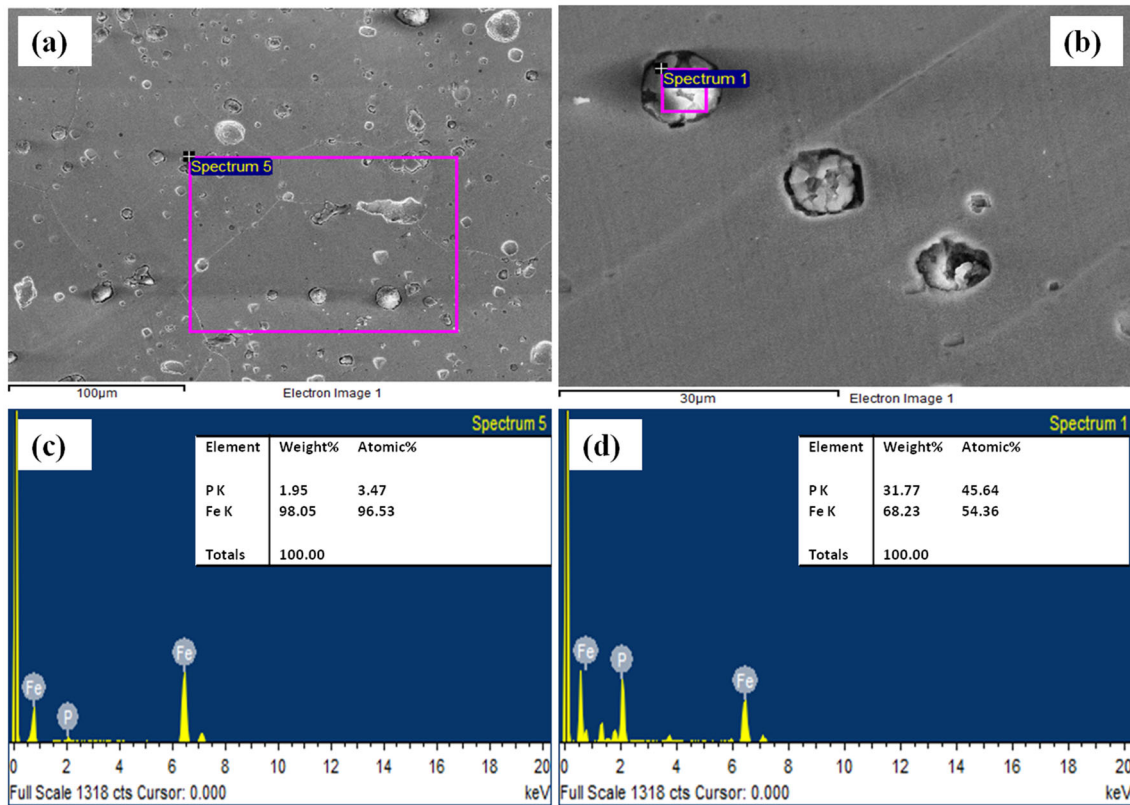 (a)
Spectrum 5
100µm Electron Image 1
(b)
Spectrum 1
30µm Electron Image 1
(c)
Spectrum 5
Element Weight% Atomic%
P K 1.95 3.47
Fe K 98.05 96.53
Totals 100.00
Fe
P
Fe
0 2 4 6 8 10 12 14 16 18 20
Full Scale 1318 cts Cursor: 0.000 keV
(d)
Spectrum 1
Element Weight% Atomic%
P K 31.77 45.64
Fe K 68.23 54.36
Totals 100.00
Fe
P
Fe
0 2 4 6 8 10 12 14 16 18 20
Full Scale 1318 cts Cursor: 0.000 keV